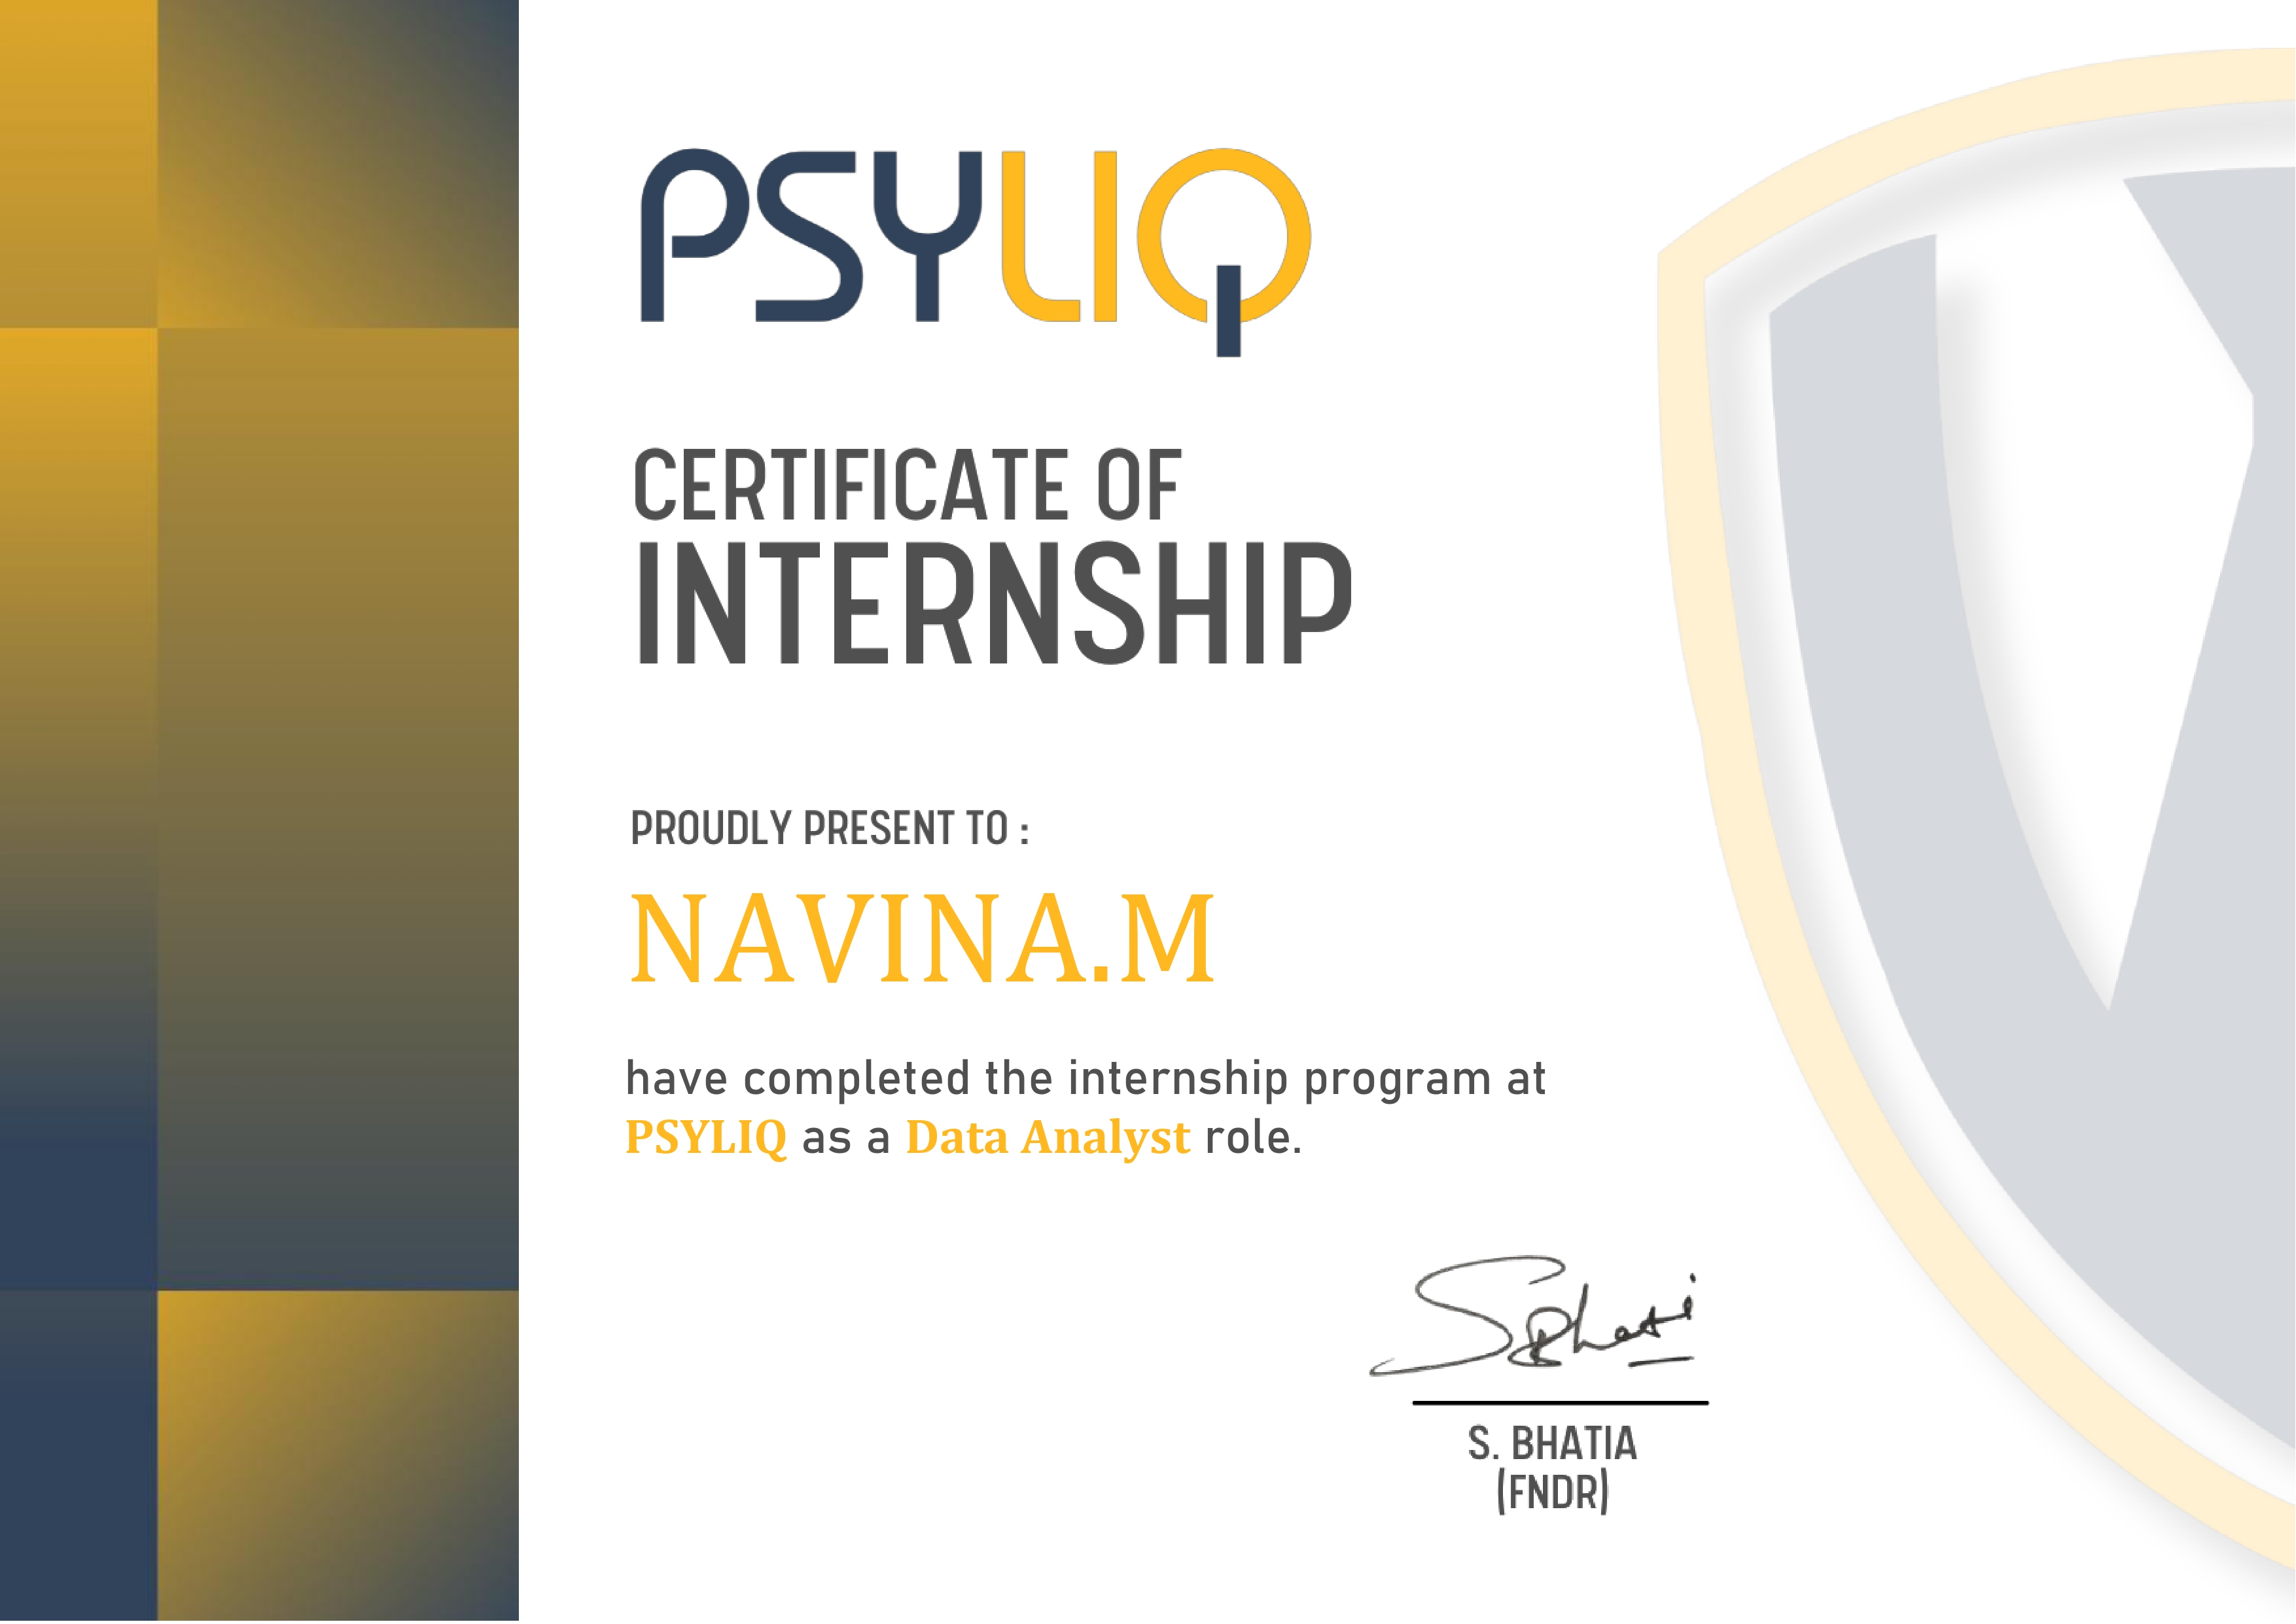 PSYLIQ
CERTIFICATE OF
INTERNSHIP
PROUDLY PRESENT TO :
NAVINA.M
have completed the internship program at
PSYLIQ as a Data Analyst role.
S. BHATIA
(FNDR)